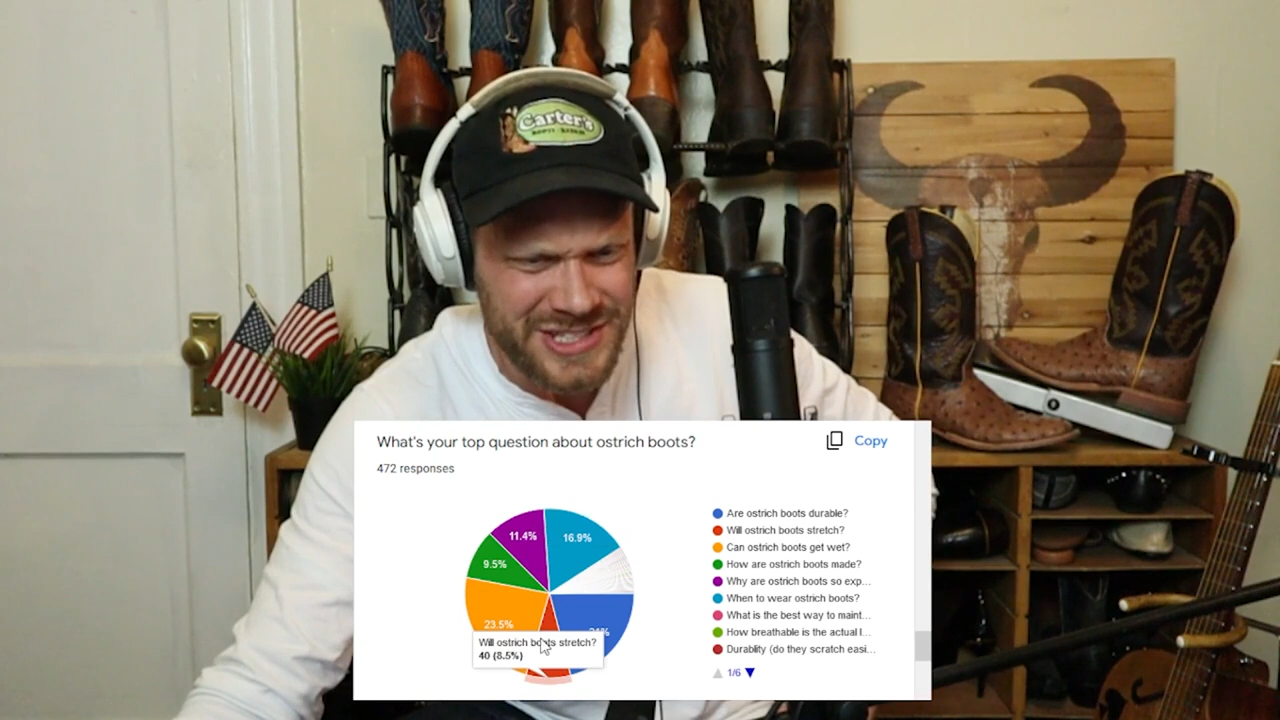 Carter's
BOOTS & REPAIR
What's your top question about ostrich boots?
Copy
472 responses
11.4%
16.9%
9.5%
23.5%
21%
Will ostrich boots stretch?
40 (8.5%)
Are ostrich boots durable?
Will ostrich boots stretch?
Can ostrich boots get wet?
How are ostrich boots made?
Why are ostrich boots so exp...
When to wear ostrich boots?
What is the best way to maint...
How breathable is the actual l...
Durablity (do they scratch easi...
1/6